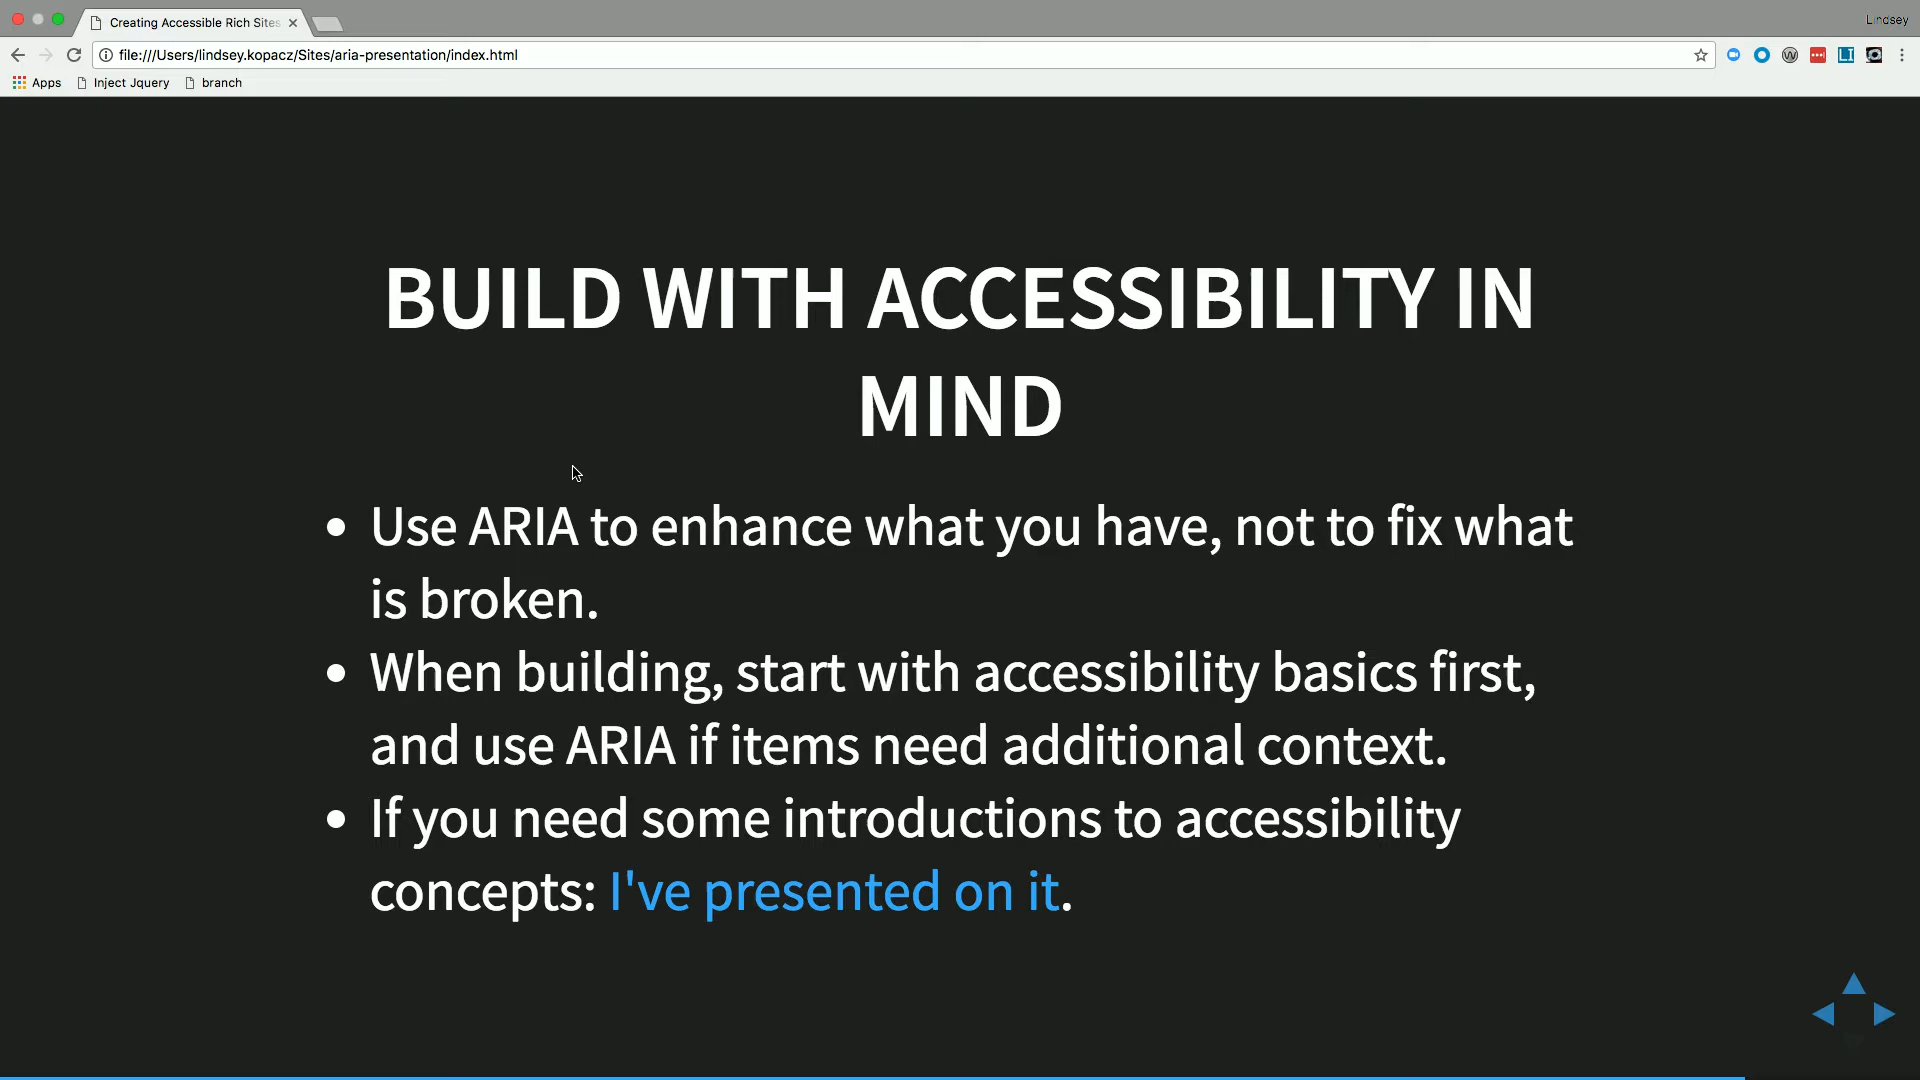 Creating Accessible Rich Sites
Lindsey
file:///Users/lindsey.kopacz/Sites/aria-presentation/index.html
Apps
Inject Jquery
branch
BUILD WITH ACCESSIBILITY IN
MIND
• Use ARIA to enhance what you have, not to fix what
is broken.
• When building, start with accessibility basics first,
and use ARIA if items need additional context.
• If you need some introductions to accessibility
concepts: I've presented on it.